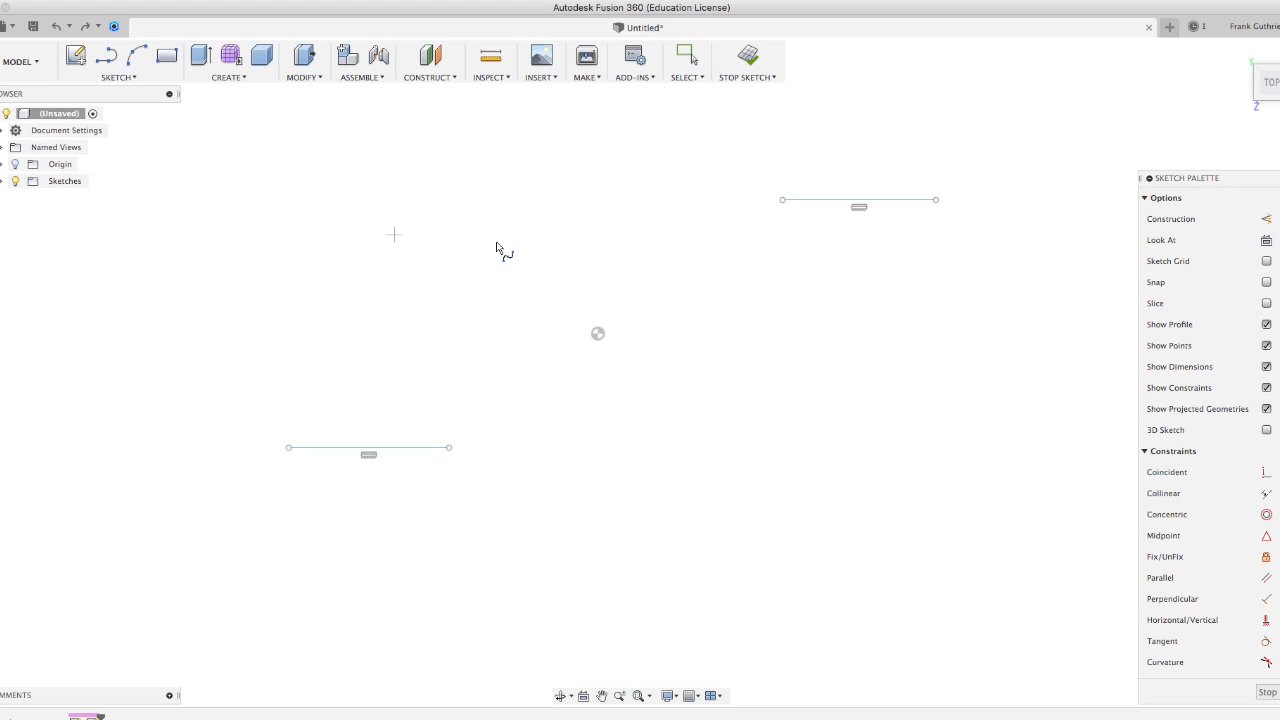 Autodesk Fusion 360 (Education License)
Untitled*
1
Frank Guthrie
MODEL
SKETCH
CREATE
MODIFY
ASSEMBLE
CONSTRUCT
INSPECT
INSERT
MAKE
ADD-INS
SELECT
STOP SKETCH
Y
TOP
Z
OWSER
(Unsaved)
Document Settings
Named Views
Origin
Sketches
SKETCH PALETTE
Options
Construction
Look At
Sketch Grid
Snap
Slice
Show Profile
Show Points
Show Dimensions
Show Constraints
Show Projected Geometries
3D Sketch
Constraints
Coincident
Collinear
Concentric
Midpoint
Fix/UnFix
Parallel
Perpendicular
Horizontal/Vertical
Tangent
Curvature
Stop
MMENTS